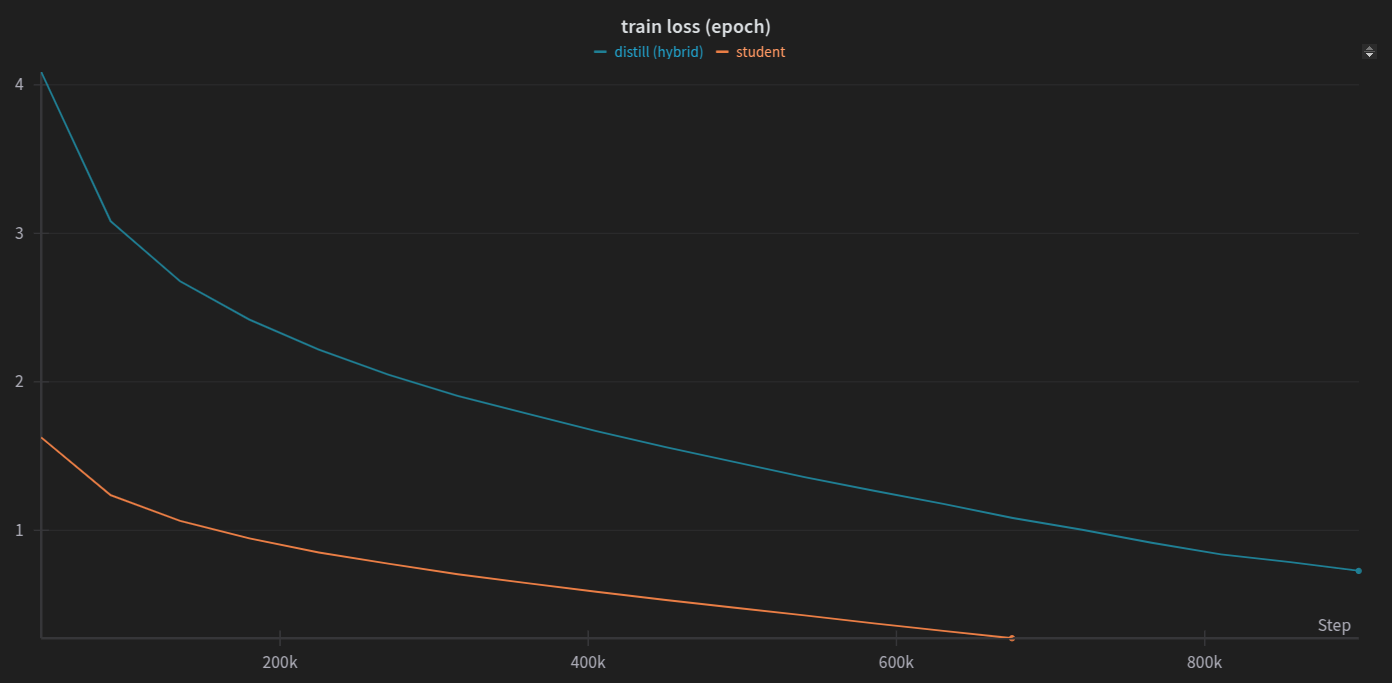 train loss (epoch)
distill (hybrid) student
4
3
2
1
Step
200k 400k 600k 800k